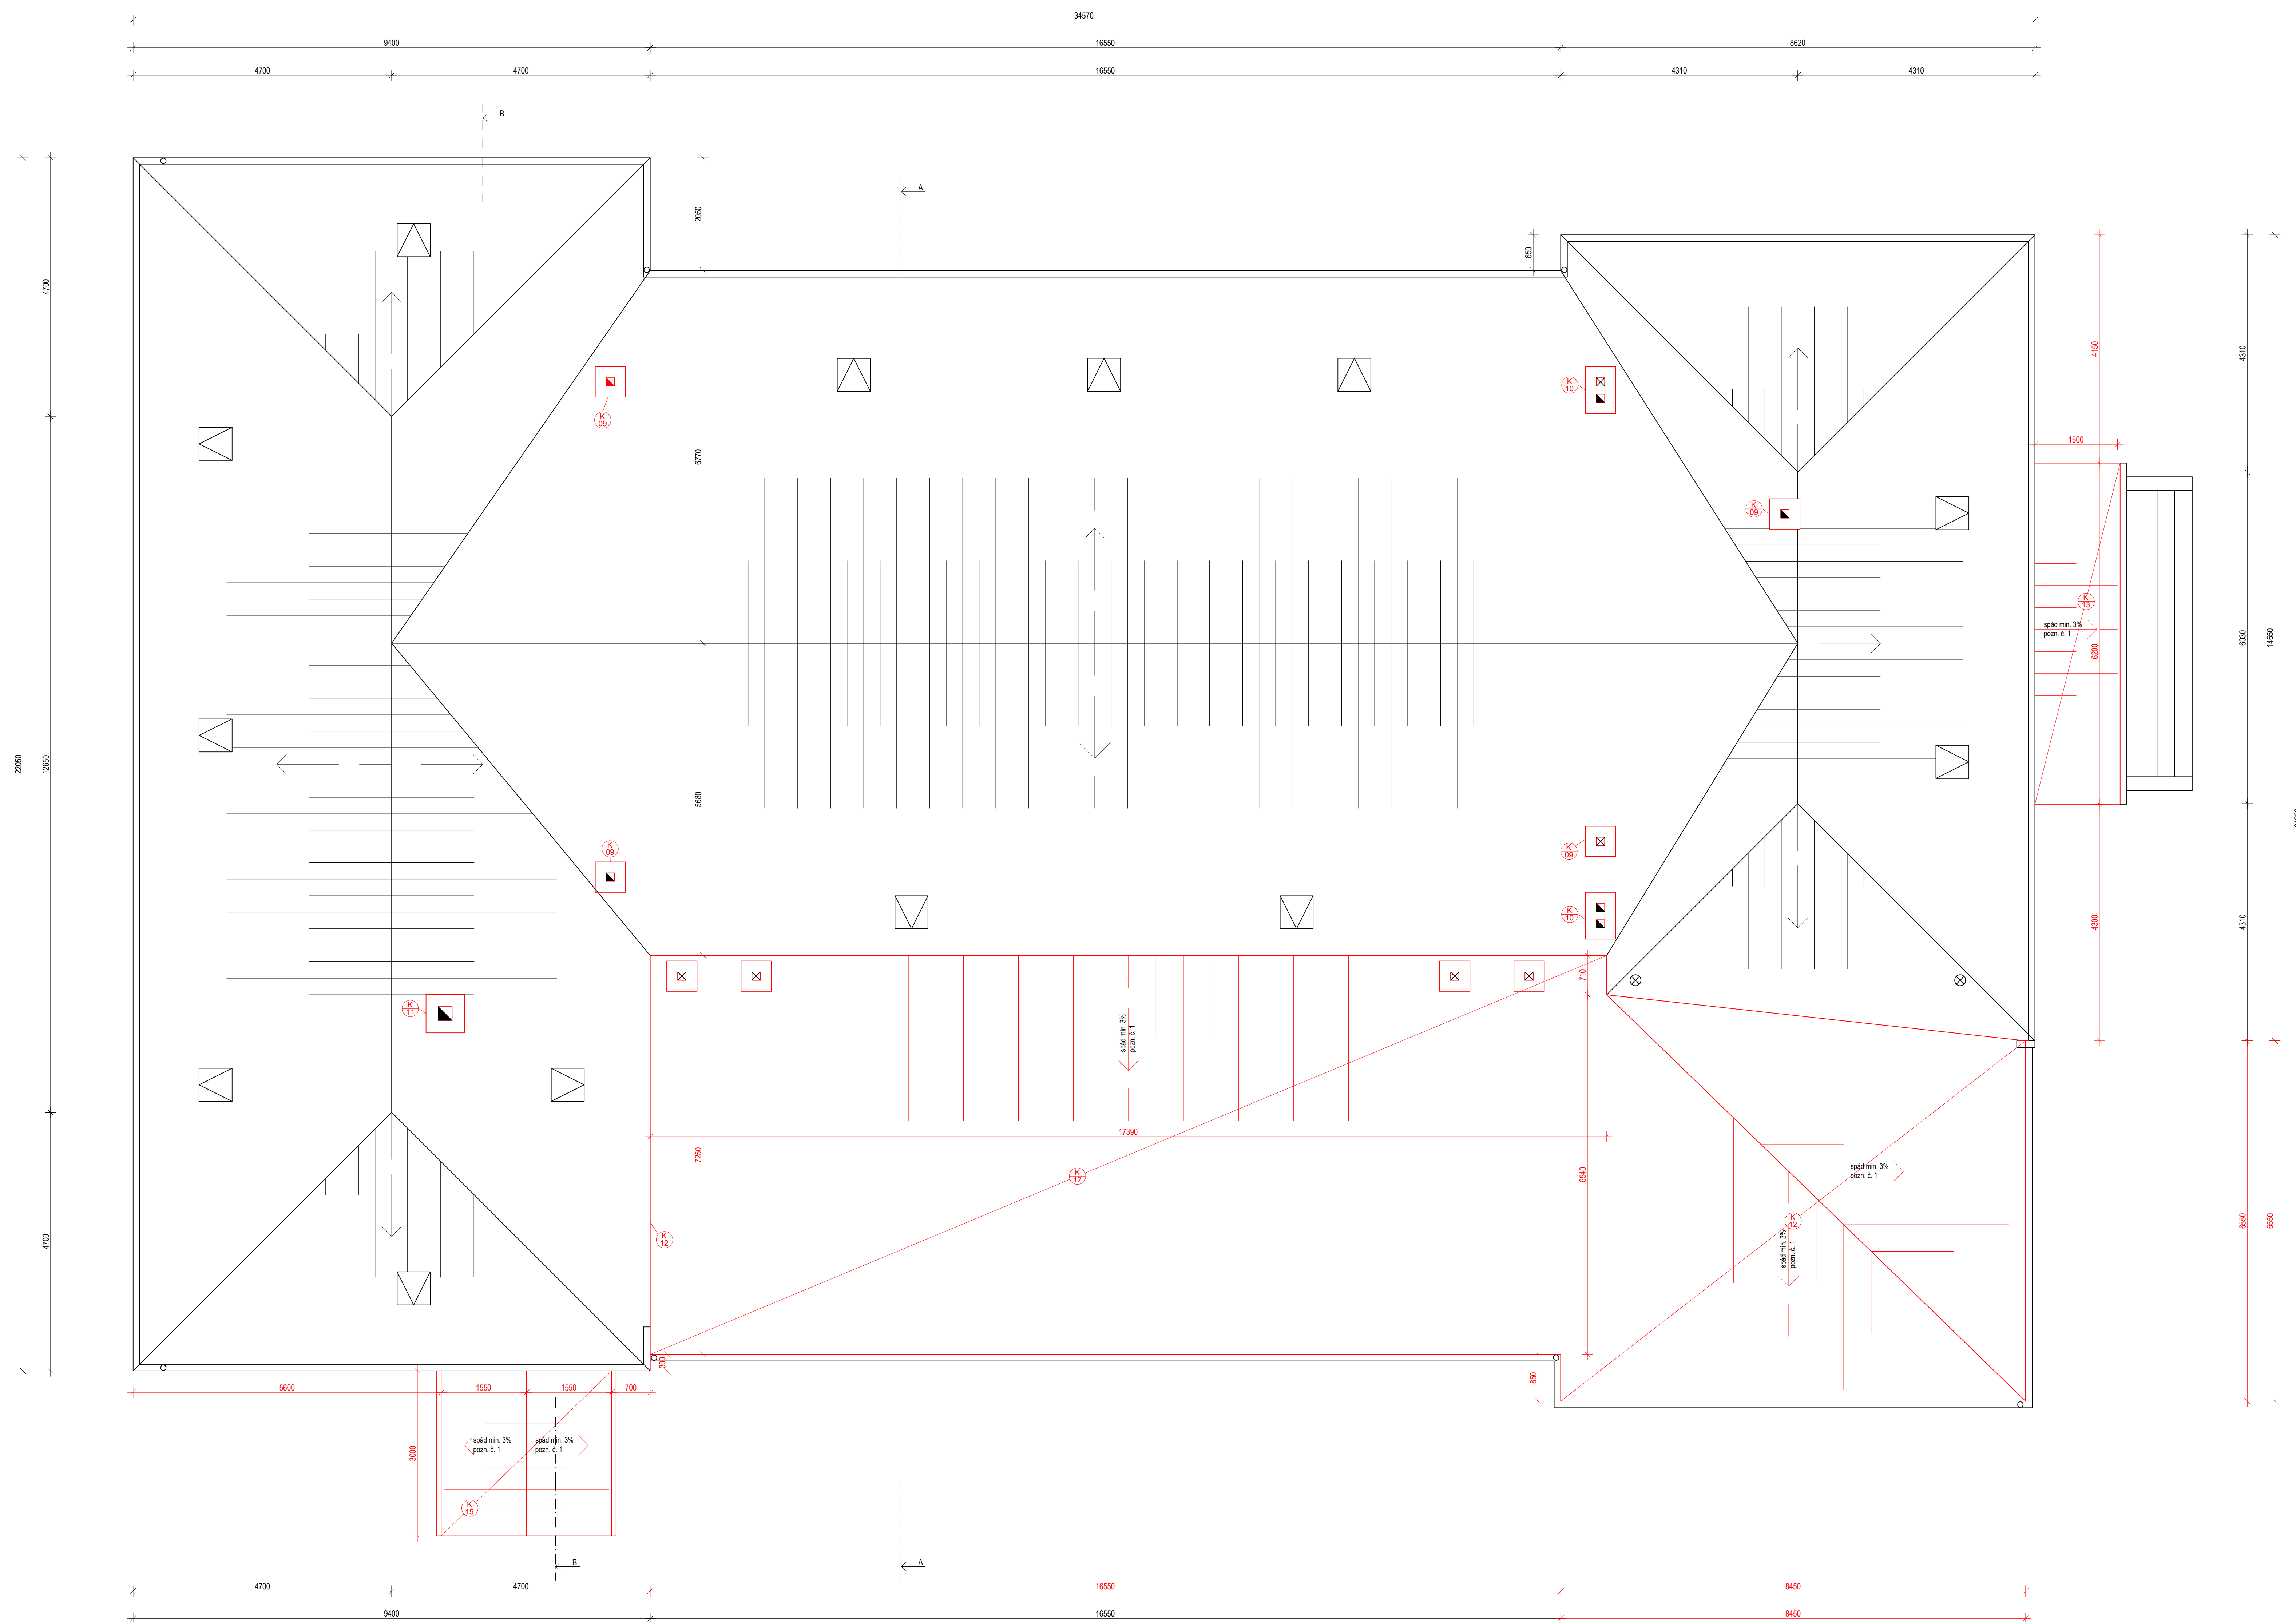 34570
9400
16550
8620
4700
4700
16550
4310
4310
B
A
2050
650
4700
4310
4150
K
09
K
10
1500
6770
K
09
K
13
spád min. 3%
pozn. č. 1
6200
6030
14650
22050
12650
5680
K
09
K
09
K
10
4300
4310
710
K
11
spád min. 3%
pozn. č. 1
17390
7250
K
12
6540
spád min. 3%
pozn. č. 1
K
12
spád min. 3%
pozn. č. 1
6550
6550
4700
K
12
300
850
5600
1550
1550
700
3000
spád min. 3%
pozn. č. 1
spád min. 3%
pozn. č. 1
K
15
B
A
4700
4700
16550
8450
9400
16550
8450